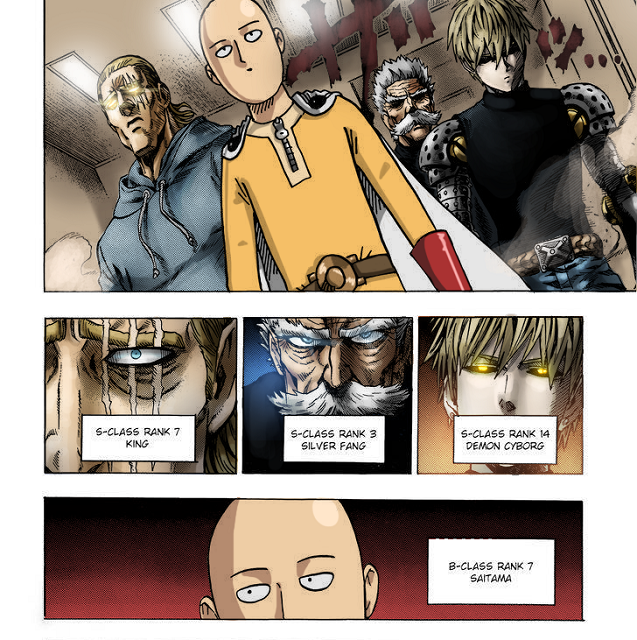 S-CLASS RANK 7
KING
S-CLASS RANK 3
SILVER FANG
S-CLASS RANK 14
DEMON CYBORG
B-CLASS RANK 7
SAITAMA